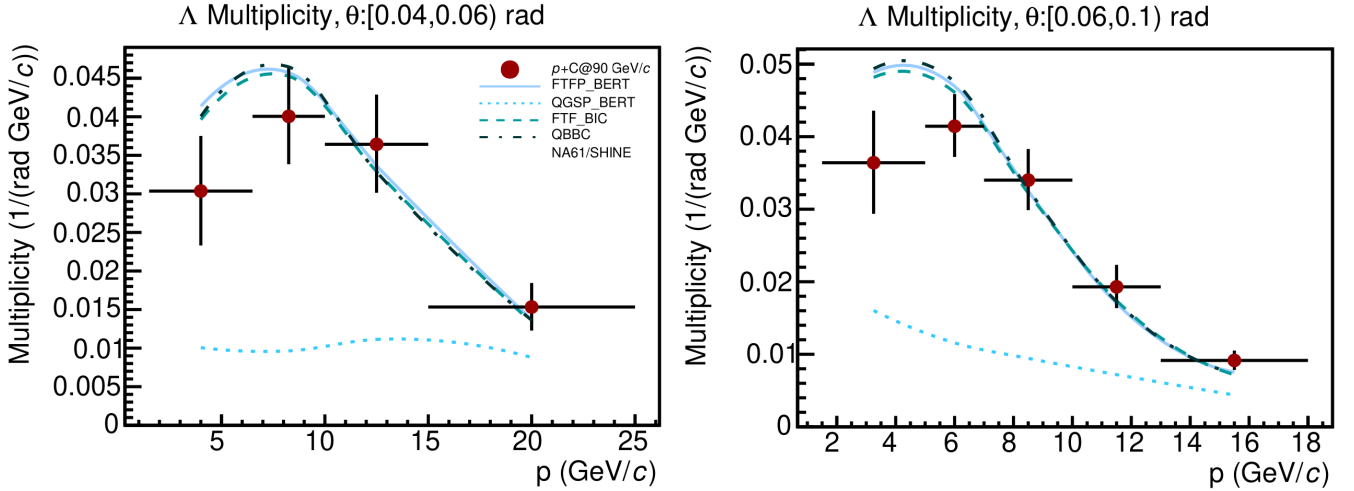 Λ Multiplicity, θ:[0.04,0.06) rad
Multiplicity (1/(rad GeV/c))
0.045
0.04
0.035
0.03
0.025
0.02
0.015
0.01
0.005
0
p+C@90 GeV/c
FTFP_BERT
QGSP_BERT
FTF_BIC
QBBC
NA61/SHINE
5 10 15 20 25
p (GeV/c)
Λ Multiplicity, θ:[0.06,0.1) rad
Multiplicity (1/(rad GeV/c))
0.05
0.04
0.03
0.02
0.01
0
2 4 6 8 10 12 14 16 18
p (GeV/c)